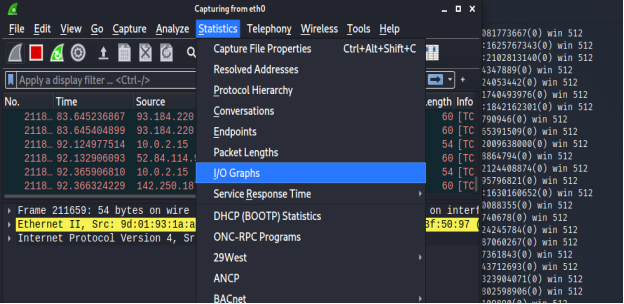 Capturing from eth0
File Edit View Go Capture Analyze Statistics Telephony Wireless Tools Help
Capture File Properties Ctrl+Alt+Shift+C
Resolved Addresses
Protocol Hierarchy
Conversations
Endpoints
Packet Lengths
I/O Graphs
Service Response Time
DHCP (BOOTP) Statistics
ONC-RPC Programs
29West
ANCP
BACnet
Apply a display filter ... <Ctrl-/>
No. Time Source ength Info
2118… 83.645236867 93.184.220 60 [TC
2118… 83.645404899 93.184.220 60 [TC
2118… 92.124977514 10.0.2.15 54 [TC
2118… 92.132906093 52.84.114.9 60 [TC
2118… 92.365906810 10.0.2.15 54 [TC
2118… 92.366324229 142.250.187 60 [TC
Frame 211659: 54 bytes on wire on interf
Ethernet II, Src: 9d:01:93:1a:a 3f:50:97 (
Internet Protocol Version 4, Sr
081773667(0) win 512
:1625767343(0) win 512
:2102813140(0) win 512
4347889(0) win 512
24053442(0) win 512
1740493976(0) win 512
:1842162301(0) win 512
790946(0) win 512
65391509(0) win 512
2009638000(0) win 512
8864794(0) win 512
2124408874(0) win 512
95796821(0) win 512
:1630160652(0) win 512
0088355(0) win 512
740678(0) win 512
24245784(0) win 512
87060267(0) win 512
7361843(0) win 512
43712693(0) win 512
323904071(0) win 512
802598906(0) win 512